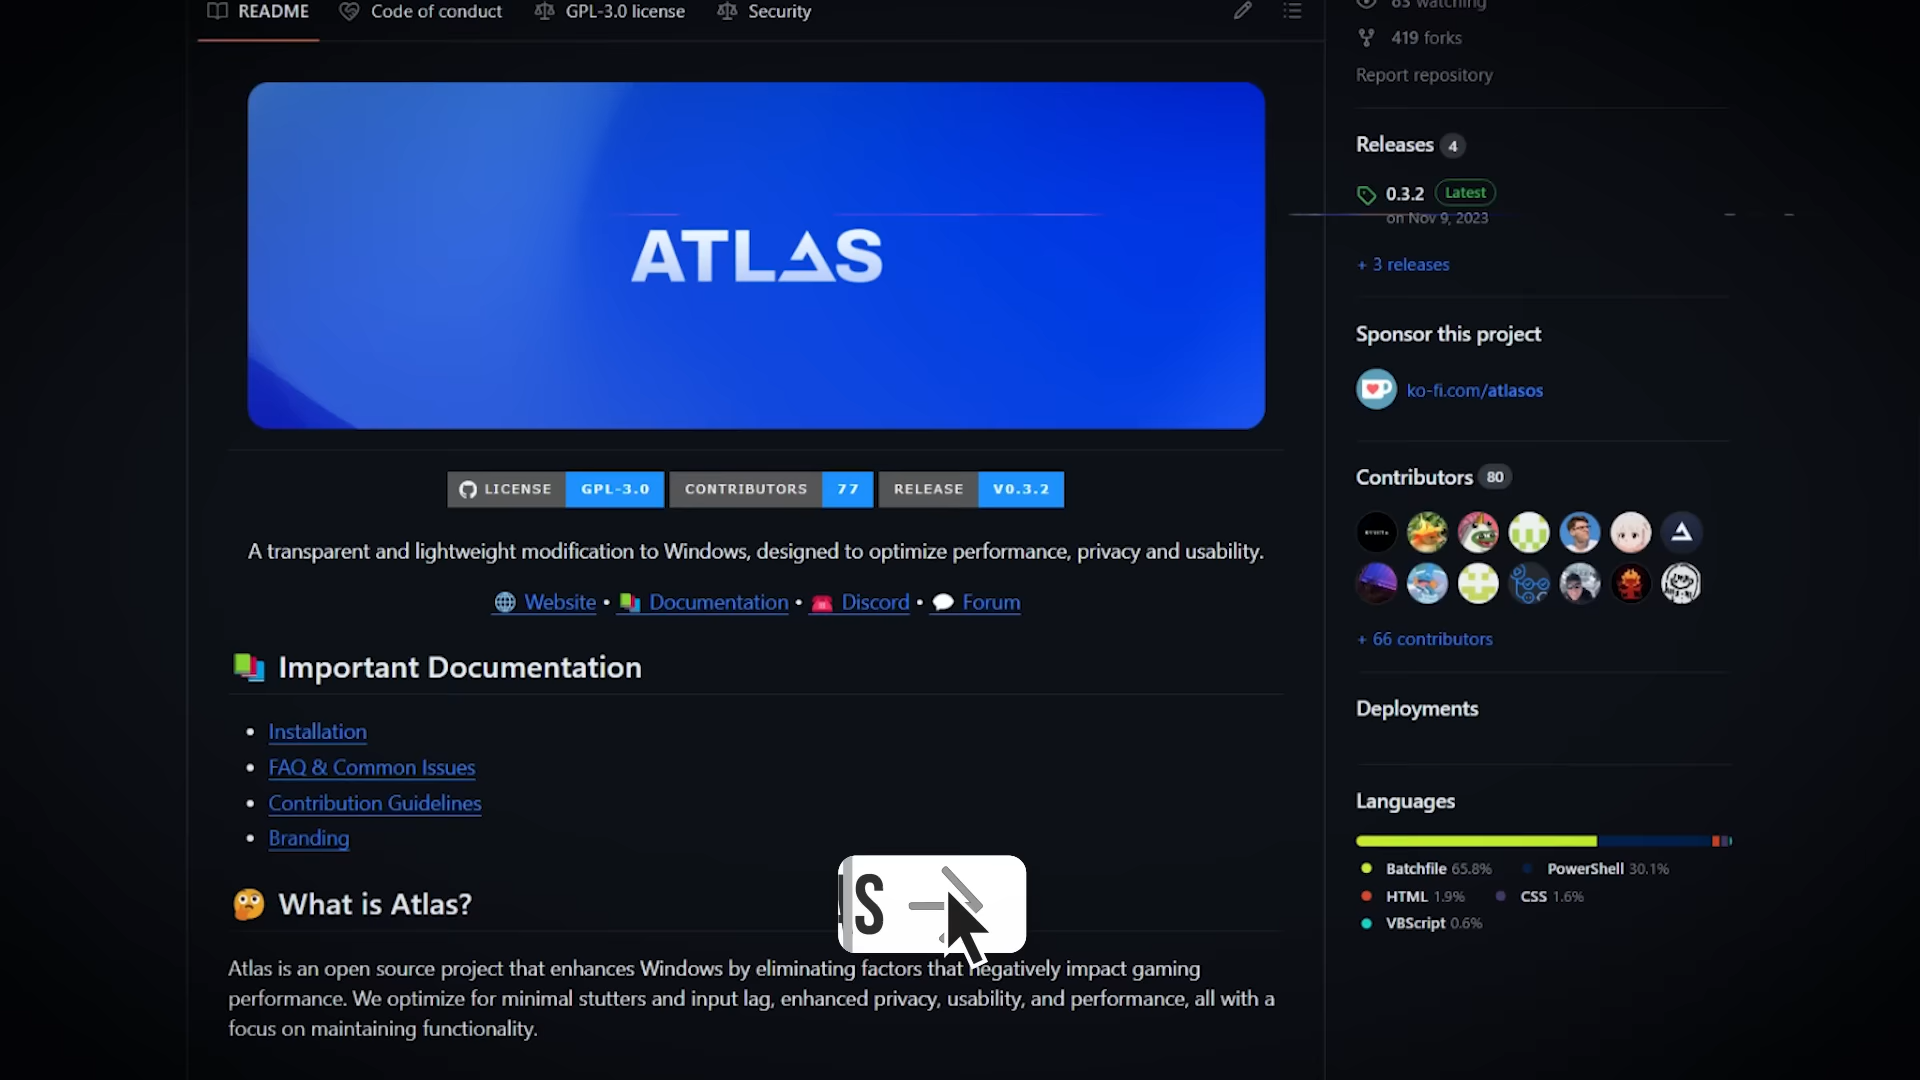 README
Code of conduct
GPL-3.0 license
Security
63 watching
419 forks
Report repository
ATLAS
Releases 4
0.3.2 Latest
on Nov 9, 2023
+ 3 releases
Sponsor this project
ko-fi.com/atlasos
LICENSE GPL-3.0
CONTRIBUTORS 77
RELEASE V0.3.2
A transparent and lightweight modification to Windows, designed to optimize performance, privacy and usability.
Website • Documentation • Discord • Forum
Contributors 80
+ 66 contributors
Important Documentation
Installation
FAQ & Common Issues
Contribution Guidelines
Branding
Deployments
Languages
Batchfile 65.8%
PowerShell 30.1%
HTML 1.9%
CSS 1.6%
VBScript 0.6%
What is Atlas?
S
Atlas is an open source project that enhances Windows by eliminating factors that negatively impact gaming
performance. We optimize for minimal stutters and input lag, enhanced privacy, usability, and performance, all with a
focus on maintaining functionality.